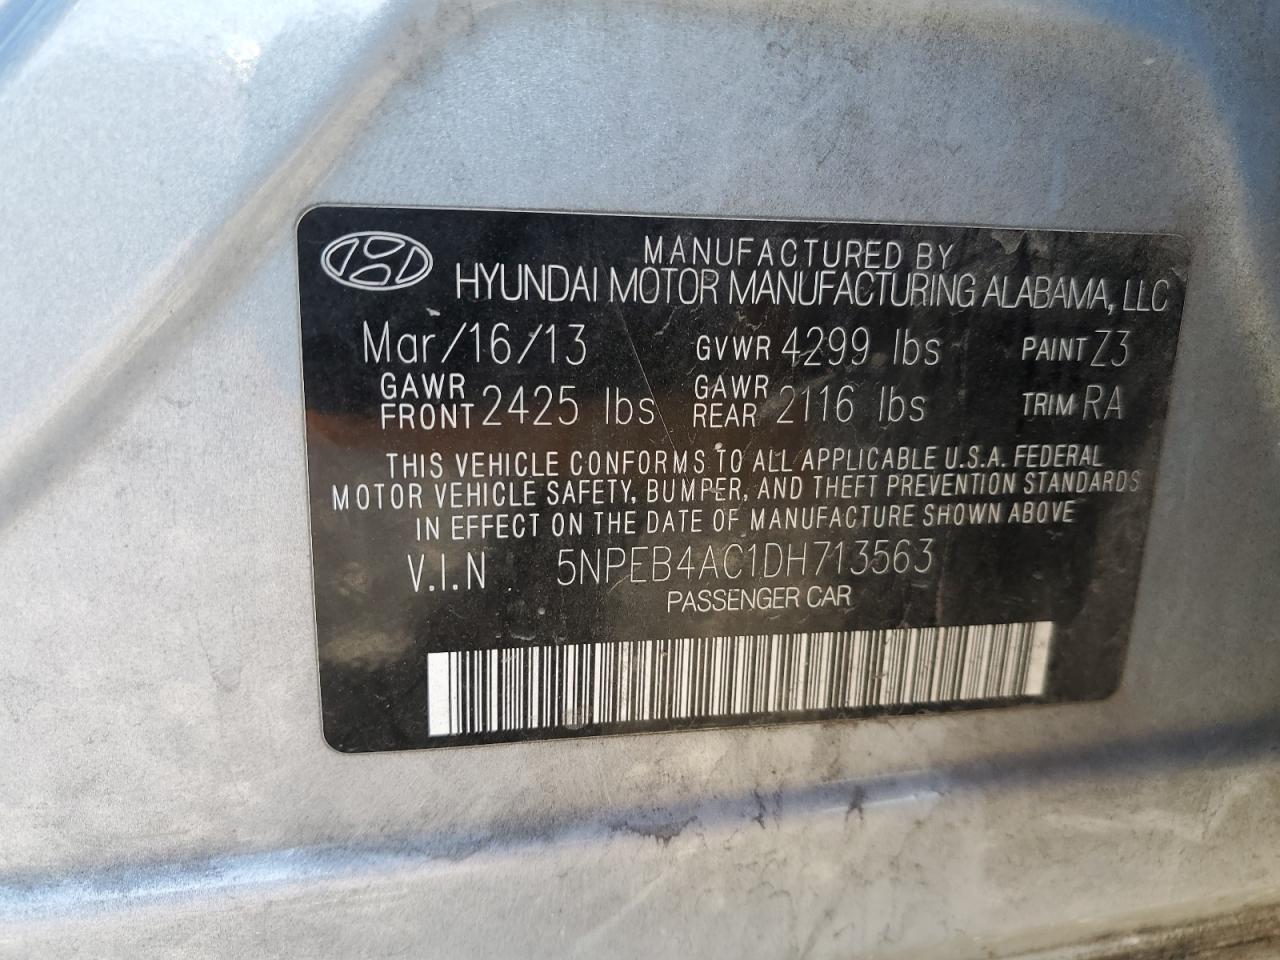 MANUFACTURED BY
HYUNDAI MOTOR MANUFACTURING ALABAMA, LLC
Mar/16/13 GVWR 4299 lbs PAINT Z3
GAWR FRONT 2425 lbs GAWR REAR 2116 lbs TRIM RA
THIS VEHICLE CONFORMS TO ALL APPLICABLE U.S.A. FEDERAL
MOTOR VEHICLE SAFETY, BUMPER, AND THEFT PREVENTION STANDARDS
IN EFFECT ON THE DATE OF MANUFACTURE SHOWN ABOVE
V.I.N 5NPEB4AC1DH713563
PASSENGER CAR